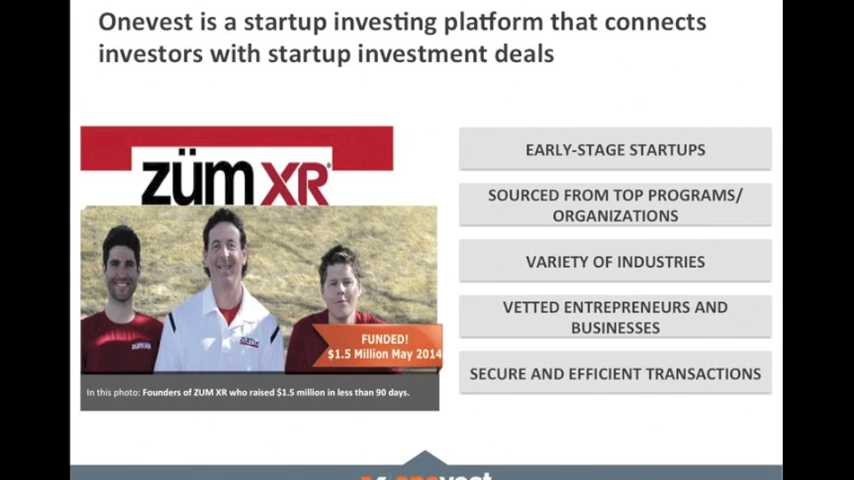 Onevest is a startup investing platform that connects
investors with startup investment deals
zümXR®
FUNDED!
$1.5 Million May 2014
In this photo: Founders of ZUM XR who raised $1.5 million in less than 90 days.
EARLY-STAGE STARTUPS
SOURCED FROM TOP PROGRAMS/
ORGANIZATIONS
VARIETY OF INDUSTRIES
VETTED ENTREPRENEURS AND
BUSINESSES
SECURE AND EFFICIENT TRANSACTIONS
onevest